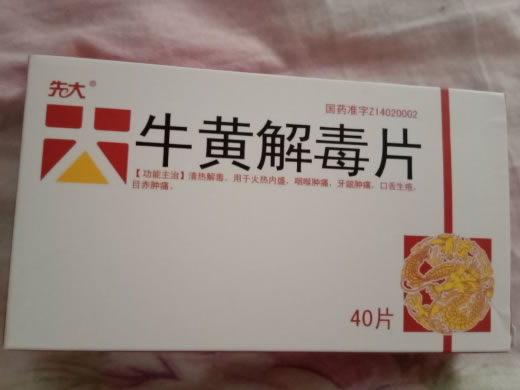 先大®
国药准字Z14020002
牛黄解毒片
【功能主治】清热解毒。用于火热内盛，咽喉肿痛，牙龈肿痛，口舌生疮，
目赤肿痛。
40片